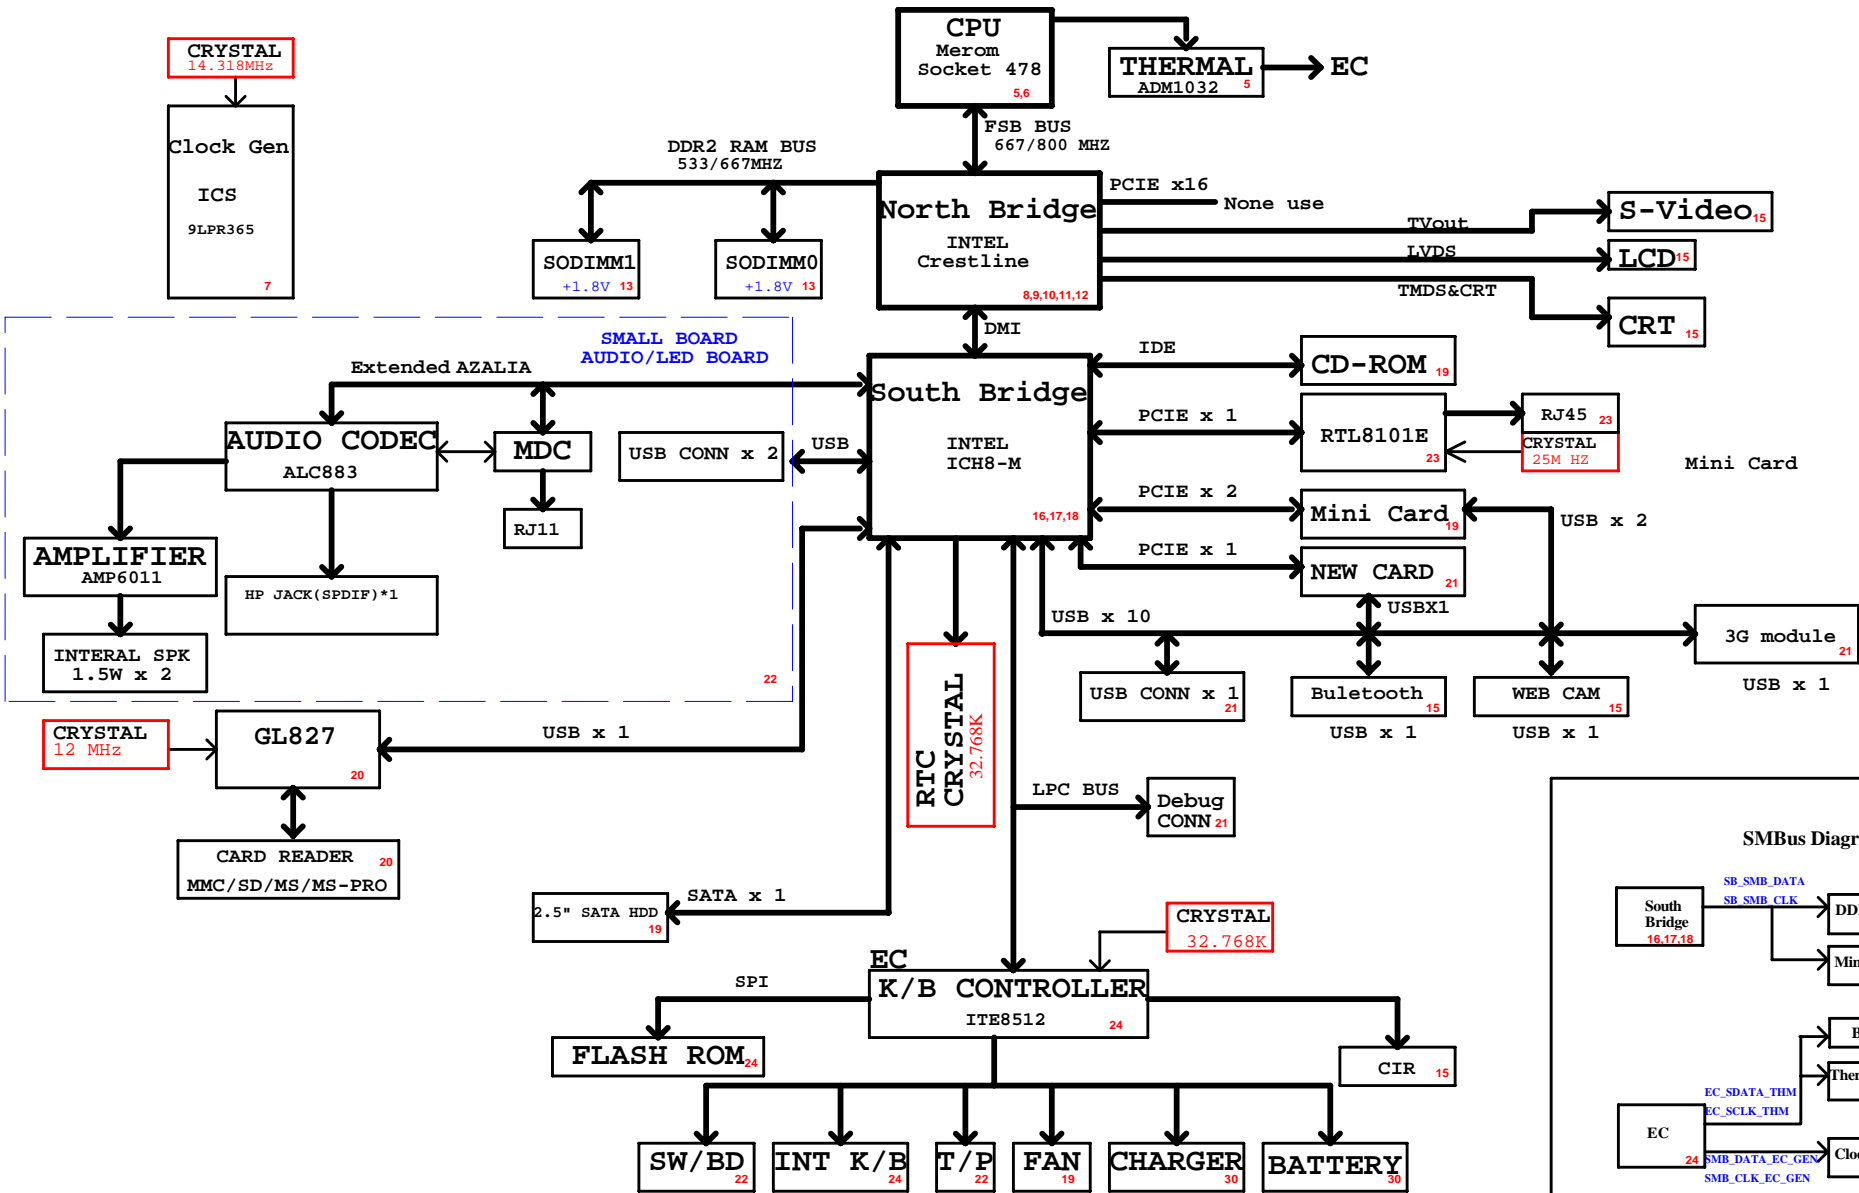 CRYSTAL
14.318MHz
Clock Gen
ICS
9LPR365
7
CPU
Merom
Socket 478
5,6
THERMAL
ADM1032
5
EC
FSB BUS
667/800 MHZ
DDR2 RAM BUS
533/667MHZ
SODIMM1
+1.8V 13
SODIMM0
+1.8V 13
North Bridge
INTEL
Crestline
8,9,10,11,12
PCIE x16
None use
TVout
S-Video 15
LVDS
LCD 15
TMDS&CRT
CRT 15
DMI
SMALL BOARD
AUDIO/LED BOARD
Extended AZALIA
AUDIO CODEC
ALC883
MDC
RJ11
USB CONN x 2
USB
AMPLIFIER
AMP6011
HP JACK(SPDIF)*1
INTERAL SPK
1.5W x 2
22
South Bridge
INTEL
ICH8-M
16,17,18
IDE
CD-ROM 19
PCIE x 1
RTL8101E
23
RJ45 23
CRYSTAL
25M HZ
Mini Card
PCIE x 2
Mini Card 19
USB x 2
PCIE x 1
NEW CARD 21
USBX1
USB x 10
3G module
21
USB x 1
USB CONN x 1
21
Buletooth
15
USB x 1
WEB CAM
15
USB x 1
CRYSTAL
12 MHz
GL827
20
USB x 1
CARD READER 20
MMC/SD/MS/MS-PRO
RTC
CRYSTAL
32.768K
LPC BUS
Debug
CONN 21
SATA x 1
2.5" SATA HDD
19
CRYSTAL
32.768K
EC
K/B CONTROLLER
ITE8512 24
SPI
FLASH ROM 24
CIR 15
SW/BD
22
INT K/B
24
T/P
22
FAN
19
CHARGER
30
BATTERY
30
SMBus Diagr
SB_SMB_DATA
SB_SMB_CLK
South
Bridge
16,17,18
DD
Min
B
Ther
EC_SDATA_THM
EC_SCLK_THM
EC
24
SMB_DATA_EC_GEN
SMB_CLK_EC_GEN
Cloc